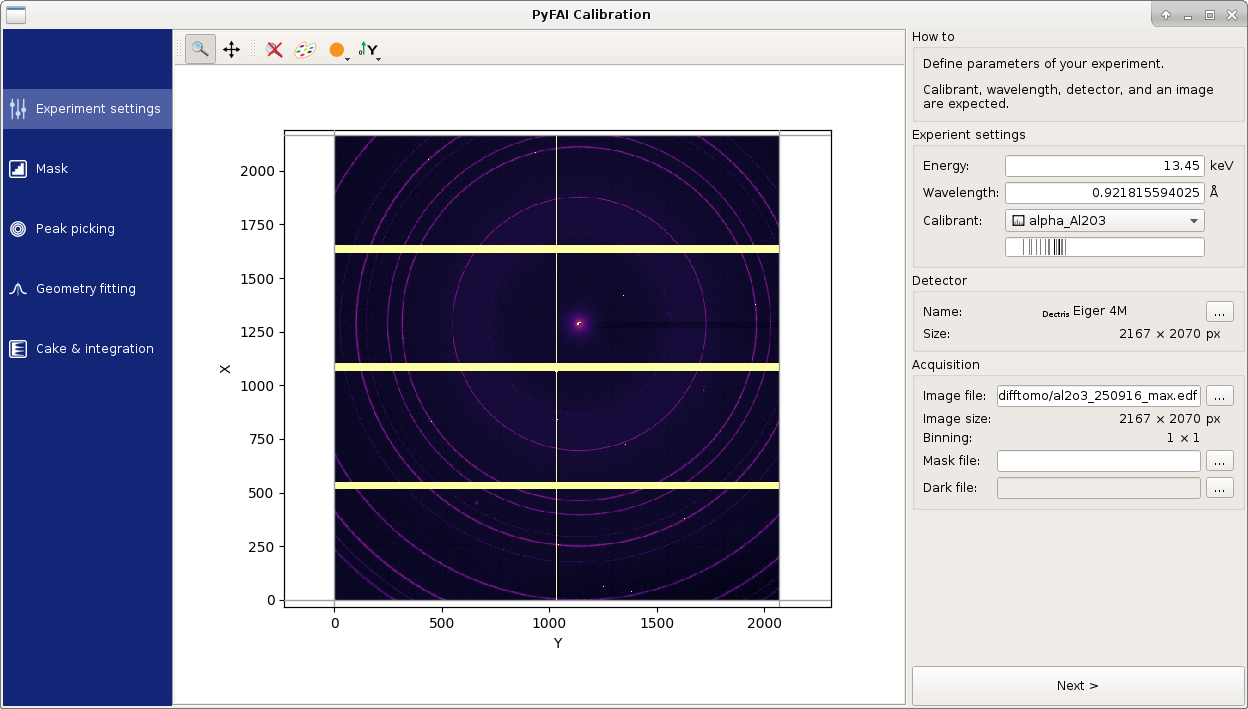 PyFAI Calibration
Experiment settings
Mask
Peak picking
Geometry fitting
Cake & integration
Y
2000
1750
1500
1250
1000
750
500
250
0
X
0 500 1000 1500 2000
Y
How to
Define parameters of your experiment.
Calibrant, wavelength, detector, and an image
are expected.
Experient settings
Energy: 13.45 keV
Wavelength: 0.921815594025 Å
Calibrant: alpha_Al2O3
Detector
Name: Dectris Eiger 4M ...
Size: 2167 × 2070 px
Acquisition
Image file: difftomo/al2o3_250916_max.edf ...
Image size: 2167 × 2070 px
Binning: 1 × 1
Mask file: ...
Dark file: ...
Next >